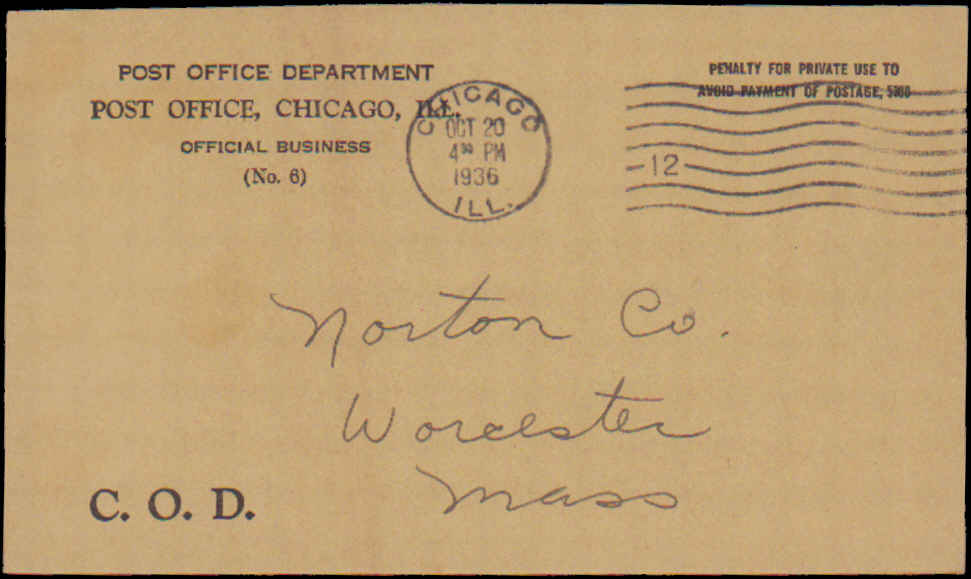 POST OFFICE DEPARTMENT
POST OFFICE, CHICAGO, ILL.
OFFICIAL BUSINESS
(No. 6)
CHICAGO
OCT 20
4³⁰ PM
1936
ILL.
PENALTY FOR PRIVATE USE TO
AVOID PAYMENT OF POSTAGE, $300
12
Norton Co.
Worcester
Mass
C. O. D.